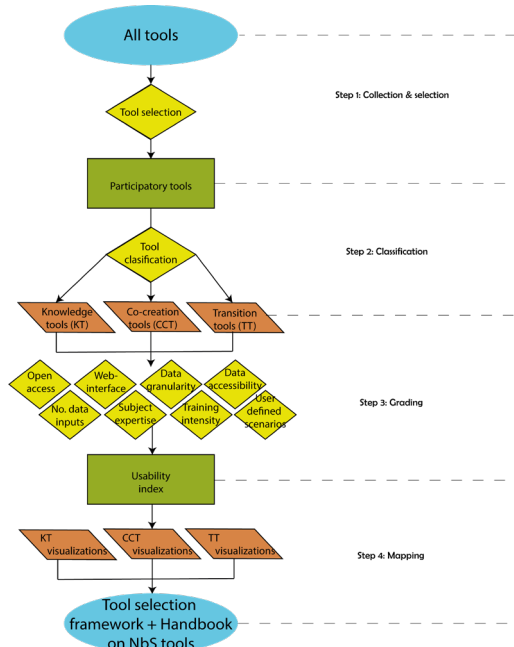 All tools
Step 1: Collection & selection
Tool selection
Participatory tools
Step 2: Classification
Tool
clasification
Knowledge
tools (KT)
Co-creation
tools (CCT)
Transition
tools (TT)
Open
access
Web-
interface
Data
granularity
Data
accessibility
No. data
inputs
Subject
expertise
Training
intensity
User
defined
scenarios
Step 3: Grading
Usability
index
KT
visualizations
CCT
visualizations
TT
visualizations
Step 4: Mapping
Tool selection
framework + Handbook
on NbS tools